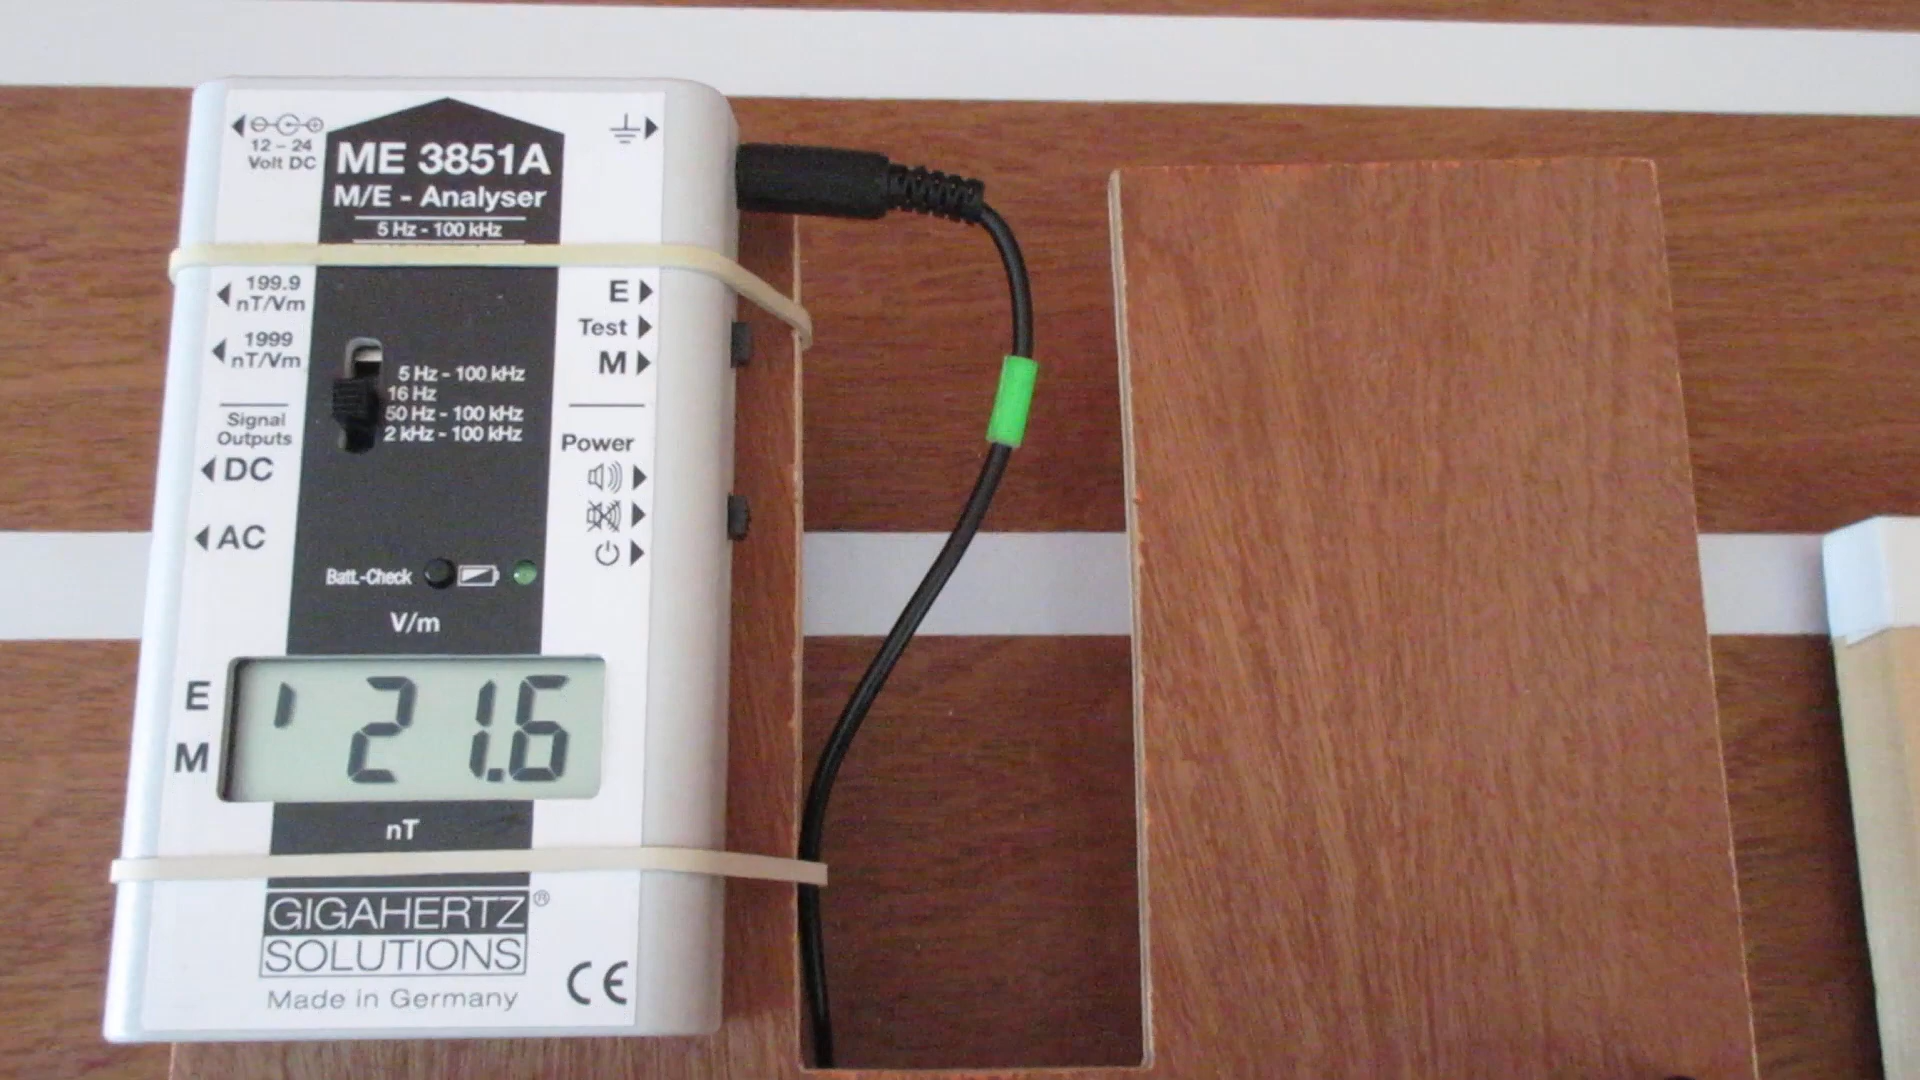 12 – 24
Volt DC
ME 3851A
M/E - Analyser
5 Hz - 100 kHz
199.9
nT/Vm
1999
nT/Vm
E
Test
M
5 Hz - 100 kHz
16 Hz
50 Hz - 100 kHz
2 kHz - 100 kHz
Signal
Outputs
DC
AC
Power
Batt.-Check
V/m
E
M
21.6
nT
GIGAHERTZ®
SOLUTIONS
Made in Germany
CE